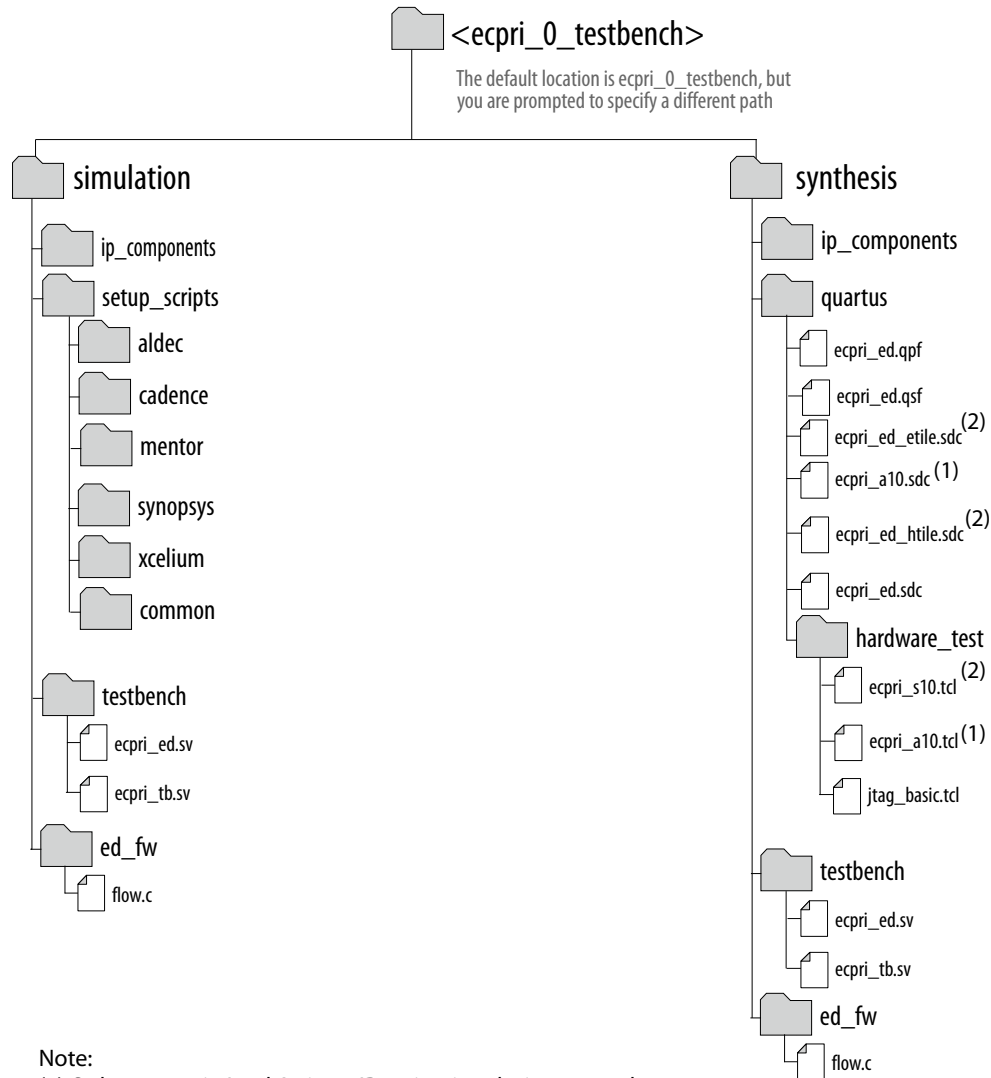 <ecpri_0_testbench>
The default location is ecpri_0_testbench, but
you are prompted to specify a different path
simulation
ip_components
setup_scripts
aldec
cadence
mentor
synopsys
xcelium
common
testbench
ecpri_ed.sv
ecpri_tb.sv
ed_fw
flow.c
synthesis
ip_components
quartus
ecpri_ed.qpf
ecpri_ed.qsf
ecpri_ed_etile.sdc (2)
ecpri_a10.sdc (1)
ecpri_ed_htile.sdc (2)
ecpri_ed.sdc
hardware_test
ecpri_s10.tcl (2)
ecpri_a10.tcl (1)
jtag_basic.tcl
testbench
ecpri_ed.sv
ecpri_tb.sv
ed_fw
flow.c
Note: